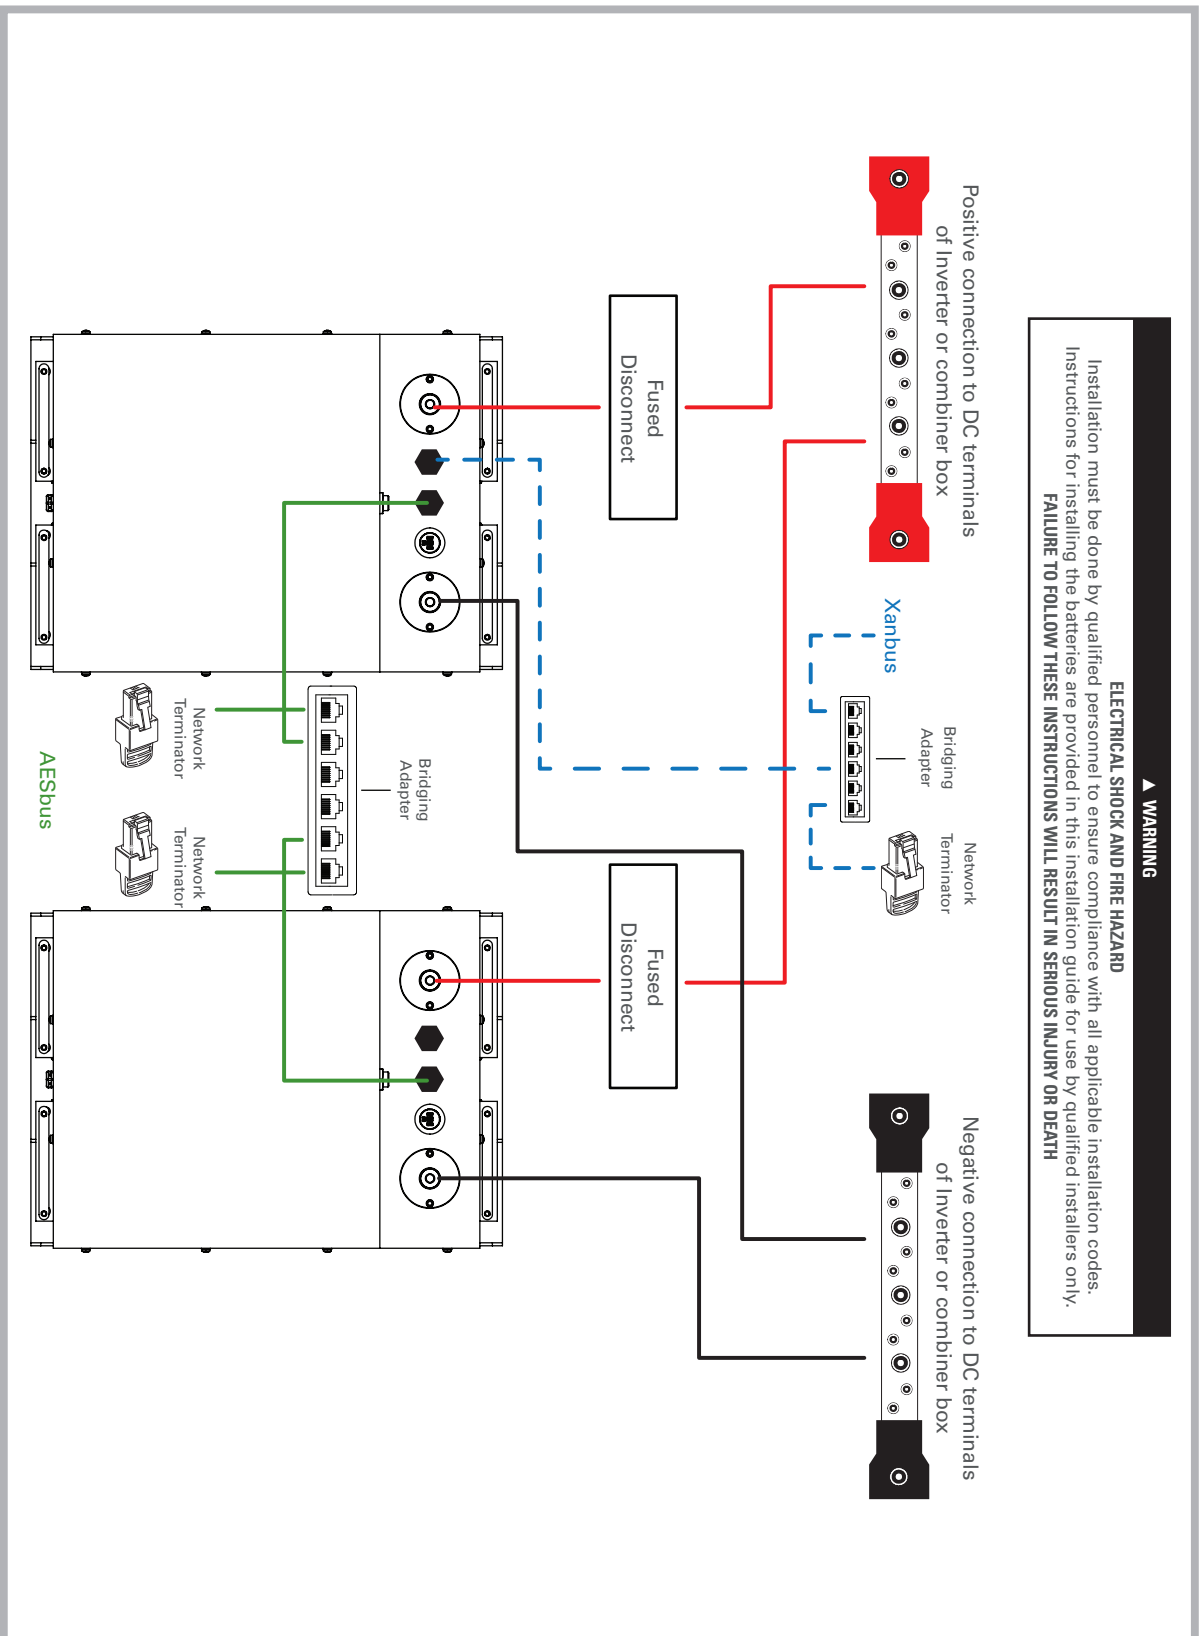 ▲ WARNING
ELECTRICAL SHOCK AND FIRE HAZARD
Installation must be done by qualified personnel to ensure compliance with all applicable installation codes.
Instructions for installing the batteries are provided in this installation guide for use by qualified installers only.
FAILURE TO FOLLOW THESE INSTRUCTIONS WILL RESULT IN SERIOUS INJURY OR DEATH
Positive connection to DC terminals
of Inverter or combiner box
Negative connection to DC terminals
of Inverter or combiner box
Xanbus
Bridging
Adapter
Network
Terminator
Fused
Disconnect
Fused
Disconnect
Bridging
Adapter
Network
Terminator
Network
Terminator
AESbus